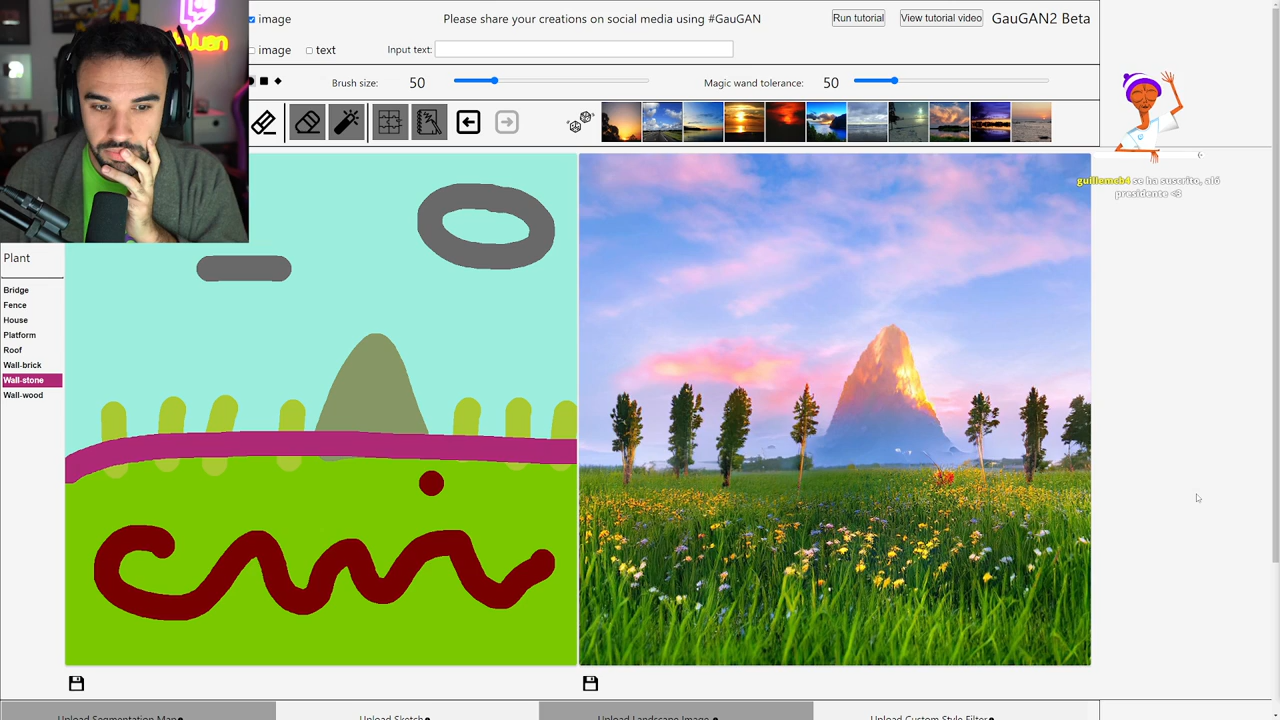 image
Please share your creations on social media using #GauGAN
Run tutorial
View tutorial video
GauGAN2 Beta
image
text
Input text:
Brush size:
50
Magic wand tolerance:
50
guillemcb4 se ha suscrito, aló
presidente <3
Plant
Bridge
Fence
House
Platform
Roof
Wall-brick
Wall-stone
Wall-wood
Upload Segmentation Map
Upload Sketch
Upload Landscape Image
Upload Custom Style Filter